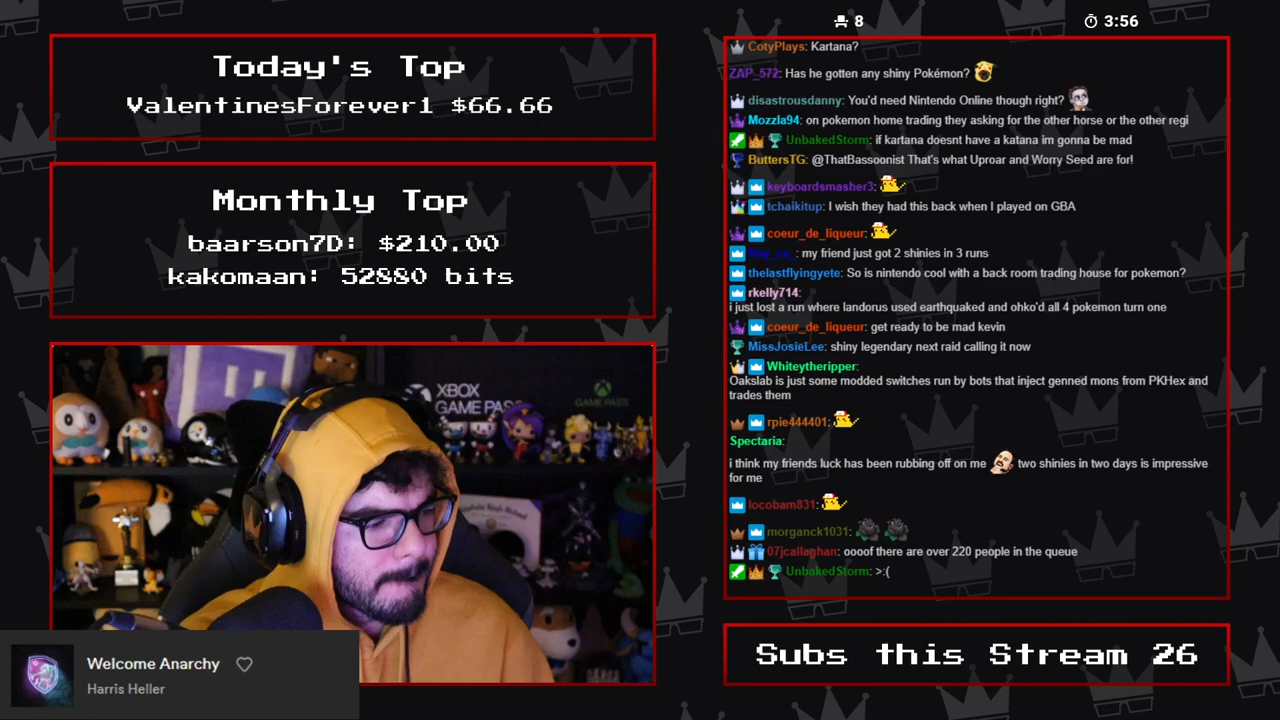 8
3:56
Today's Top
ValentinesForever1 $66.66
Monthly Top
baarson7D: $210.00
kakomaan: 52880 bits
XBOX
GAME PASS
GAME PASS
Welcome Anarchy
Harris Heller
CotyPlays: Kartana?
ZAP_572: Has he gotten any shiny Pokémon?
disastrousdanny: You'd need Nintendo Online though right?
Mozzla94: on pokemon home trading they asking for the other horse or the other regi
UnbakedStorm: if kartana doesnt have a katana im gonna be mad
ButtersTG: @ThatBassoonist That's what Uproar and Worry Seed are for!
keyboardsmasher3:
tchaikitup: I wish they had this back when I played on GBA
coeur_de_liqueur:
my friend just got 2 shinies in 3 runs
thelastflyingyete: So is nintendo cool with a back room trading house for pokemon?
rkelly714:
i just lost a run where landorus used earthquaked and ohko'd all 4 pokemon turn one
coeur_de_liqueur: get ready to be mad kevin
MissJosieLee: shiny legendary next raid calling it now
Whiteytheripper:
Oakslab is just some modded switches run by bots that inject genned mons from PKHex and
trades them
rpie444401:
Spectaria:
i think my friends luck has been rubbing off on me two shinies in two days is impressive
for me
locobam831:
morganck1031:
07jcallaghan: oooof there are over 220 people in the queue
UnbakedStorm: >:(
Subs this Stream 26